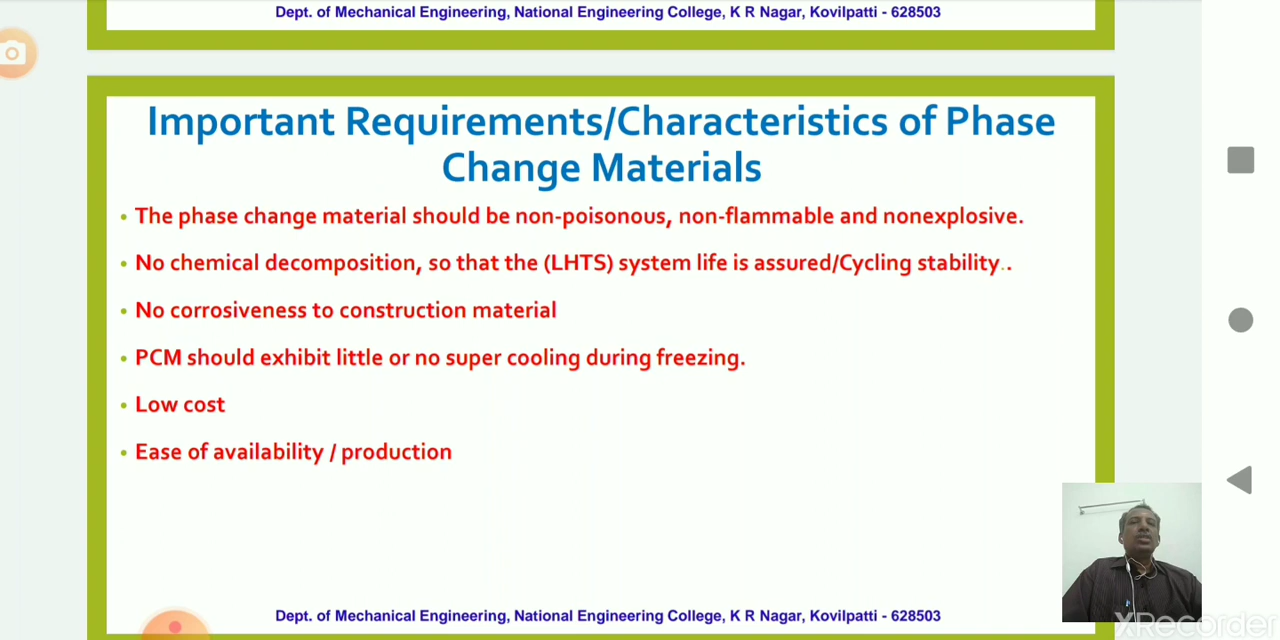 Dept. of Mechanical Engineering, National Engineering College, K R Nagar, Kovilpatti - 628503
Important Requirements/Characteristics of Phase
Change Materials
• The phase change material should be non-poisonous, non-flammable and nonexplosive.
• No chemical decomposition, so that the (LHTS) system life is assured/Cycling stability..
• No corrosiveness to construction material
• PCM should exhibit little or no super cooling during freezing.
• Low cost
• Ease of availability / production
Dept. of Mechanical Engineering, National Engineering College, K R Nagar, Kovilpatti - 628503
XRecorder